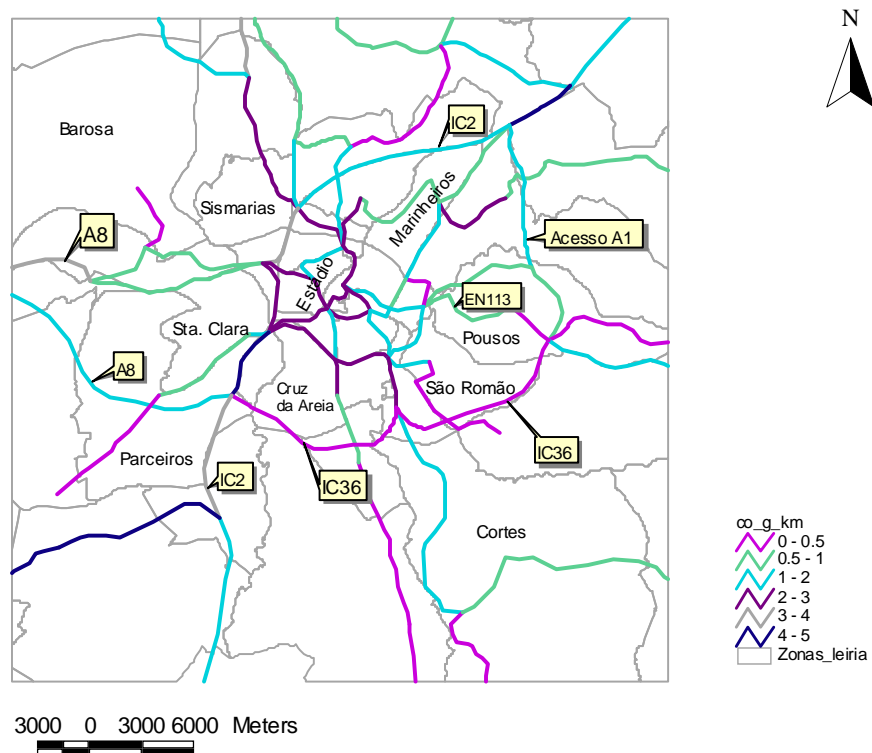 N
IC2
Barosa
Marinheiros
Sismarias
A8
Acesso A1
Estádio
EN113
Sta. Clara
Pousos
A8
Cruz
da Areia
São Romão
Parceiros
IC36
IC2
IC36
Cortes
co_g_km
0 - 0.5
0.5 - 1
1 - 2
2 - 3
3 - 4
4 - 5
Zonas_leiria
3000 0 3000 6000 Meters